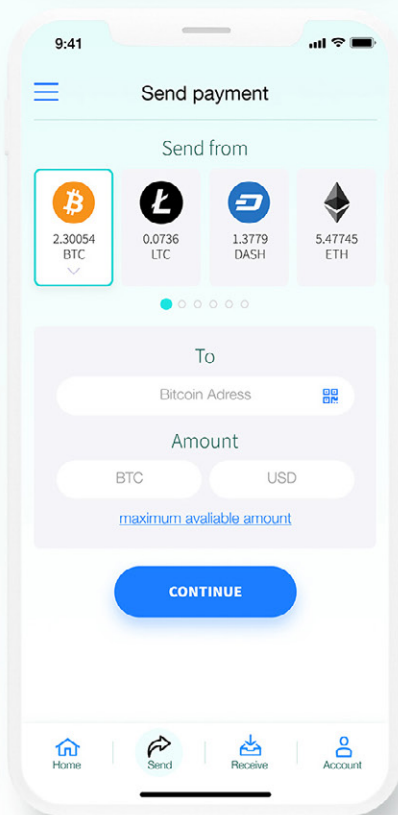 9:41
Send payment
Send from
2.30054 0.0736 1.3779 5.47745
BTC LTC DASH ETH
To
Bitcoin Adress
Amount
BTC USD
maximum avaliable amount
CONTINUE
Home Send Receive Account